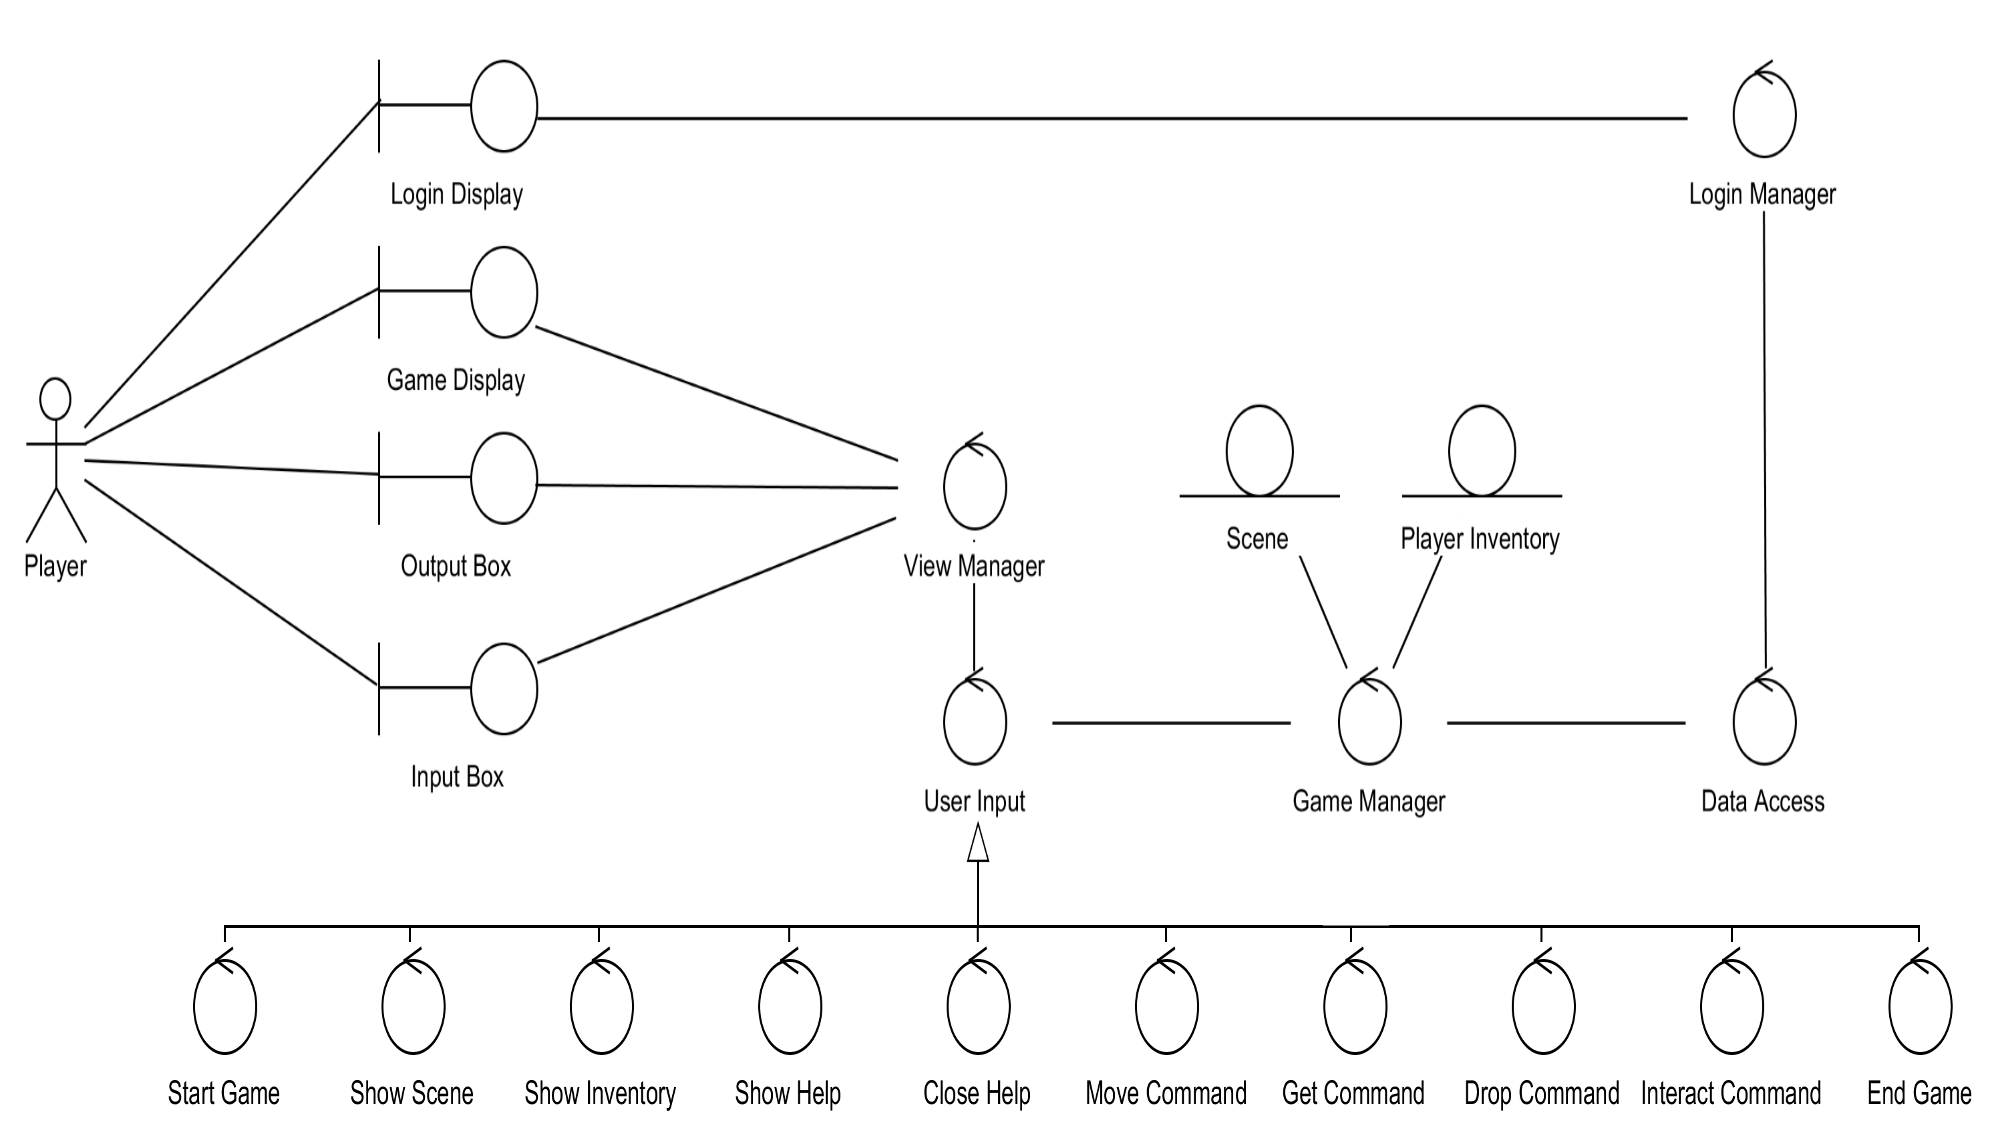 Login Display
Login Manager
Game Display
Player
Output Box
View Manager
Scene
Player Inventory
Input Box
User Input
Game Manager
Data Access
Start Game
Show Scene
Show Inventory
Show Help
Close Help
Move Command
Get Command
Drop Command
Interact Command
End Game